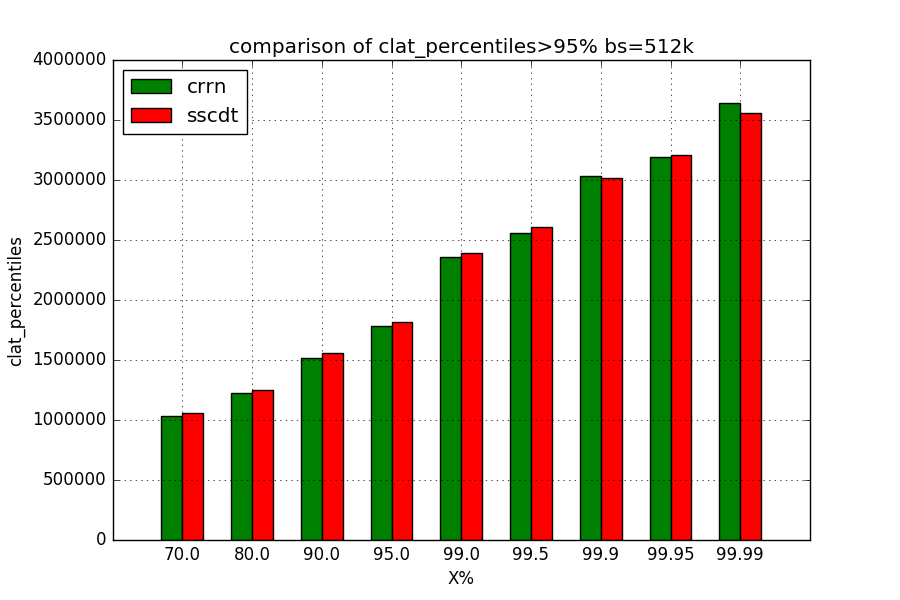 comparison of clat_percentiles>95% bs=512k
crrn
sscdt
4000000
3500000
3000000
2500000
2000000
1500000
1000000
500000
0
clat_percentiles
70.0 80.0 90.0 95.0 99.0 99.5 99.9 99.95 99.99
X%